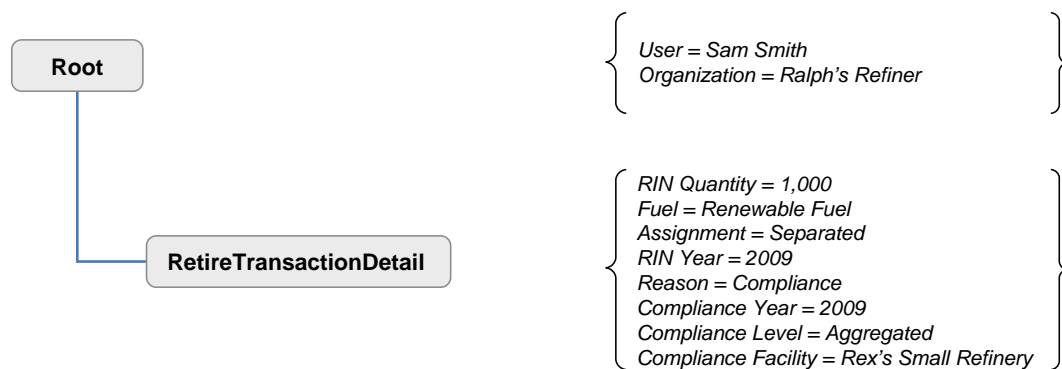 Root
User = Sam Smith
Organization = Ralph's Refiner
RetireTransactionDetail
RIN Quantity = 1,000
Fuel = Renewable Fuel
Assignment = Separated
RIN Year = 2009
Reason = Compliance
Compliance Year = 2009
Compliance Level = Aggregated
Compliance Facility = Rex's Small Refinery